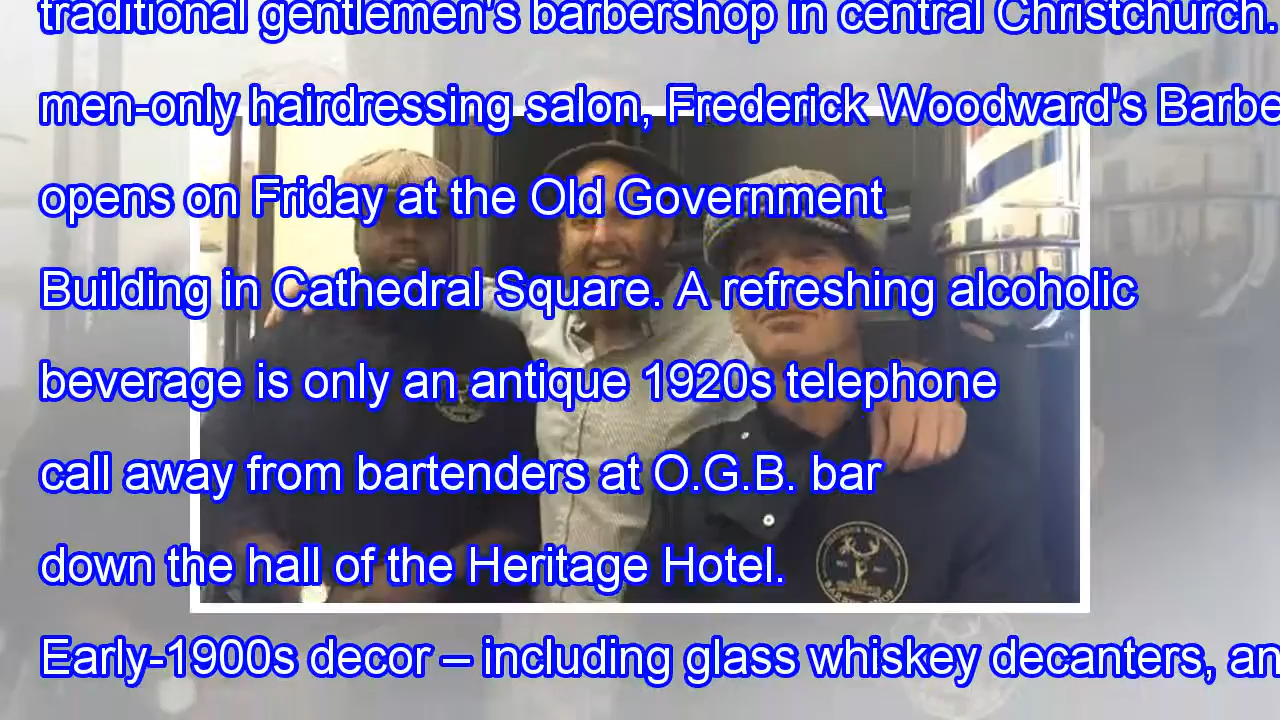 traditional gentlemen's barbershop in central Christchurch.
men-only hairdressing salon, Frederick Woodward's Barbe
opens on Friday at the Old Government
Building in Cathedral Square. A refreshing alcoholic
beverage is only an antique 1920s telephone
call away from bartenders at O.G.B. bar
down the hall of the Heritage Hotel.
Early-1900s decor – including glass whiskey decanters, an